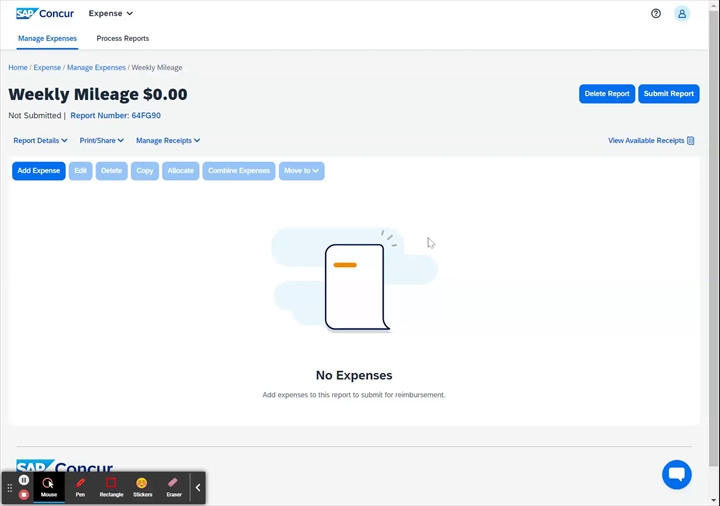 SAP Concur Expense
Manage Expenses Process Reports
Home / Expense / Manage Expenses / Weekly Mileage
Weekly Mileage $0.00
Delete Report Submit Report
Not Submitted | Report Number: 64FG90
Report Details Print/Share Manage Receipts View Available Receipts
Add Expense Edit Delete Copy Allocate Combine Expenses Move to
No Expenses
Add expenses to this report to submit for reimbursement.
SAP Concur
Mouse Pen Rectangle Stickers Eraser